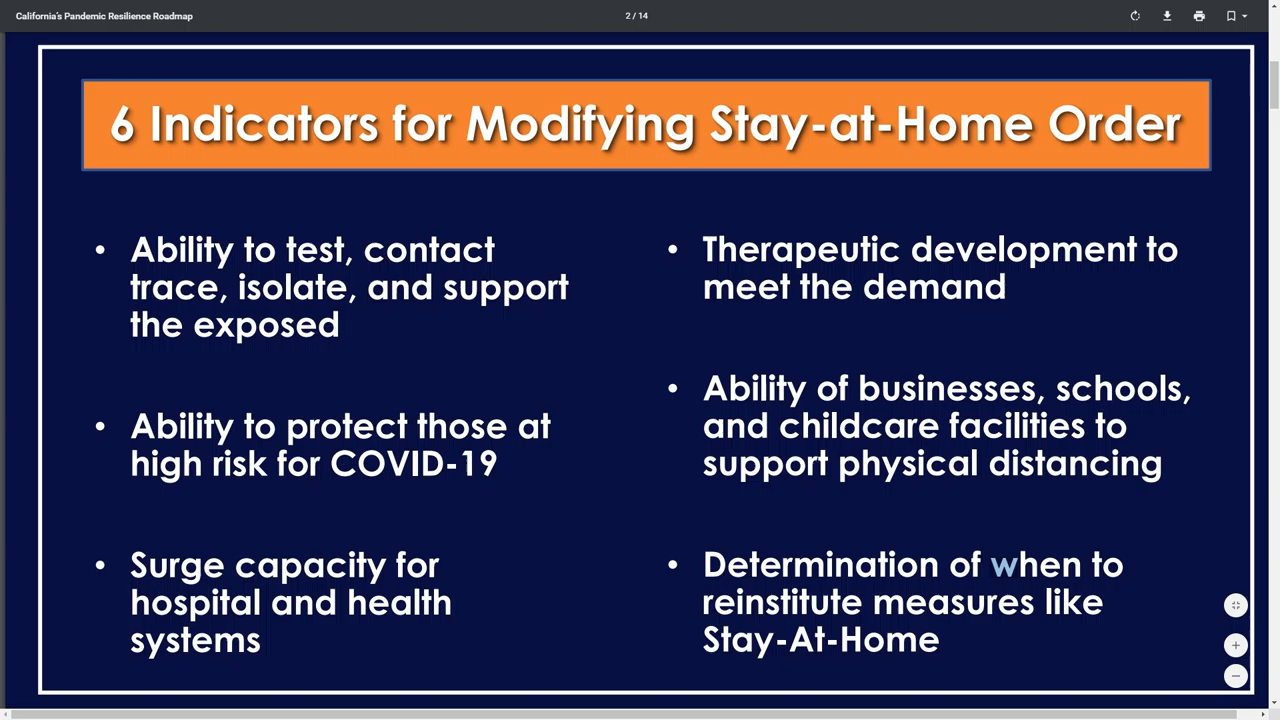 California's Pandemic Resilience Roadmap
2 / 14
6 Indicators for Modifying Stay-at-Home Order
• Ability to test, contact
trace, isolate, and support
the exposed
• Ability to protect those at
high risk for COVID-19
• Surge capacity for
hospital and health
systems
• Therapeutic development to
meet the demand
• Ability of businesses, schools,
and childcare facilities to
support physical distancing
• Determination of when to
reinstitute measures like
Stay-At-Home